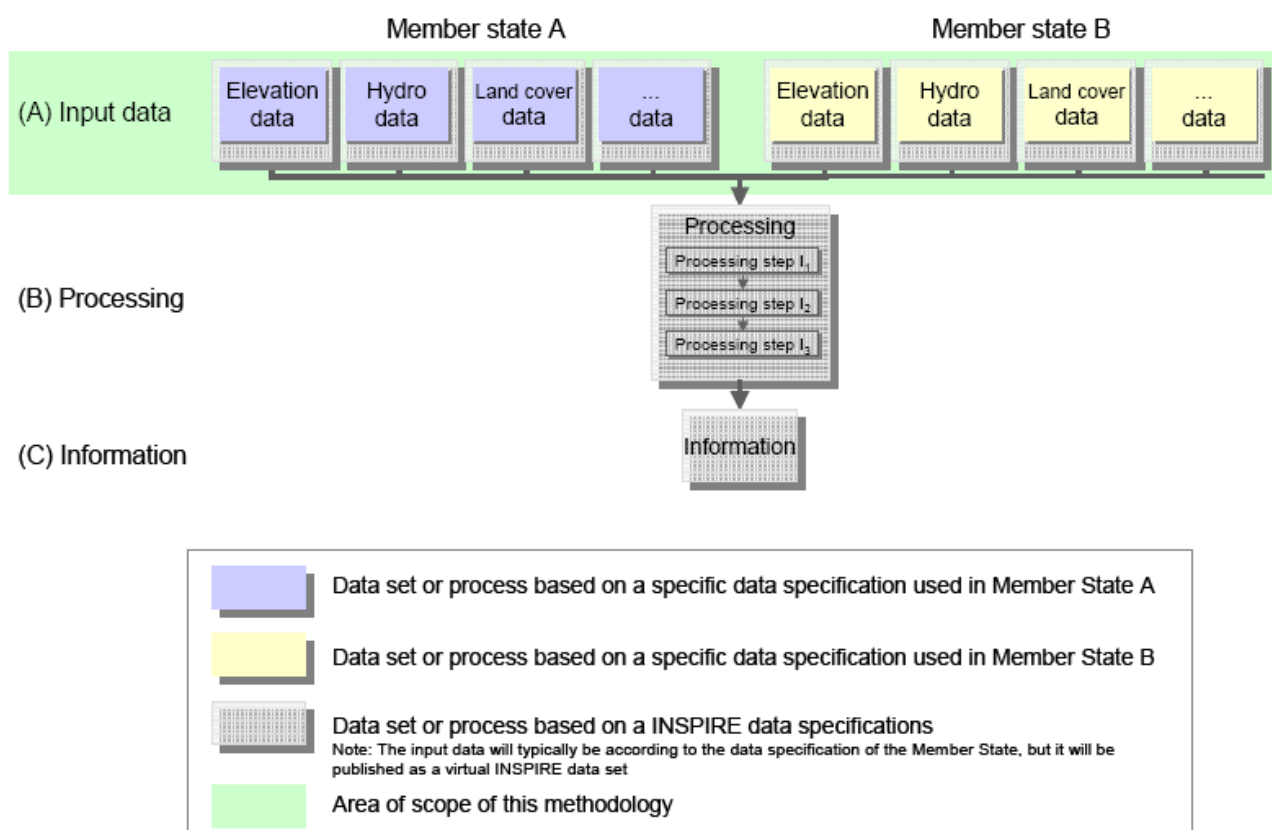 Member state A
Member state B
(A) Input data
Elevation
data
Hydro
data
Land cover
data
...
data
Elevation
data
Hydro
data
Land cover
data
...
data
(B) Processing
Processing
Processing step I1
Processing step I2
Processing step I3
(C) Information
Information
Data set or process based on a specific data specification used in Member State A
Data set or process based on a specific data specification used in Member State B
Data set or process based on a INSPIRE data specifications
Note: The input data will typically be according to the data specification of the Member State, but it will be
published as a virtual INSPIRE data set
Area of scope of this methodology